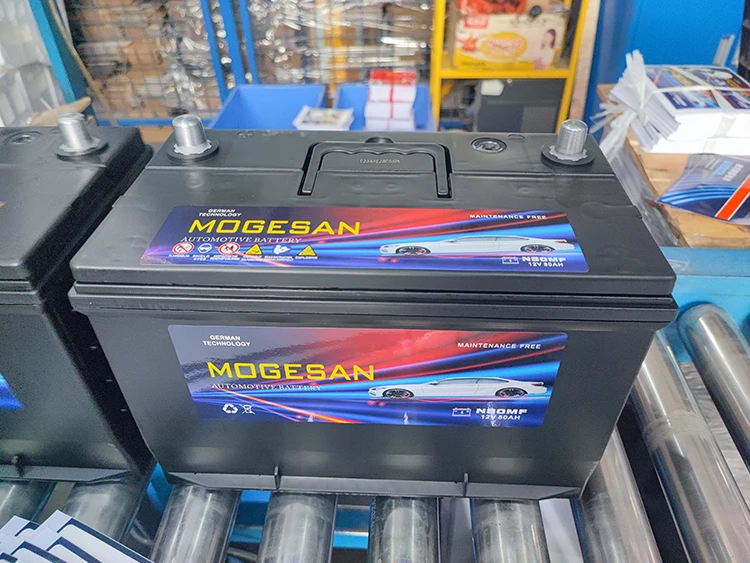 GERMAN
TECHNOLOGY
MAINTENANCE FREE
MOGESAN
AUTOMOTIVE BATTERY
N80MF
12V 80AH
GERMAN
TECHNOLOGY
MAINTENANCE FREE
MOGESAN
AUTOMOTIVE BATTERY
N80MF
12V 80AH